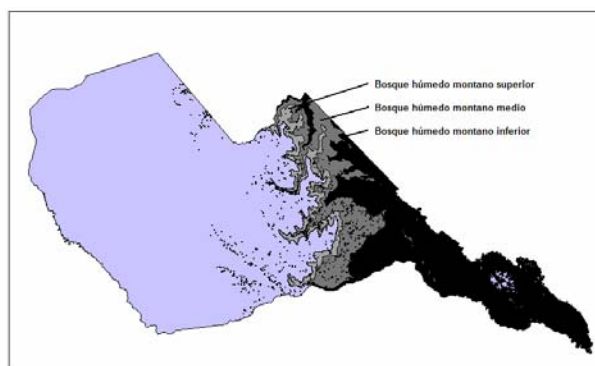 Bosque húmedo montano superior
Bosque húmedo montano medio
Bosque húmedo montano inferior